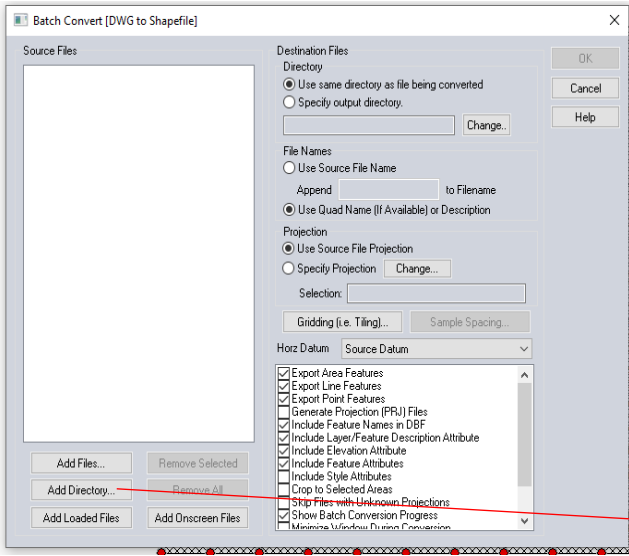 Batch Convert [DWG to Shapefile]
Source Files
Add Files...
Remove Selected
Add Directory...
Remove All
Add Loaded Files
Add Onscreen Files
Destination Files
Directory
Use same directory as file being converted
Specify output directory.
Change..
File Names
Use Source File Name
Append
to Filename
Use Quad Name (If Available) or Description
Projection
Use Source File Projection
Specify Projection
Change...
Selection:
Gridding (i.e. Tiling)...
Sample Spacing...
Horz Datum
Source Datum
Export Area Features
Export Line Features
Export Point Features
Generate Projection (PRJ) Files
Include Feature Names in DBF
Include Layer/Feature Description Attribute
Include Elevation Attribute
Include Feature Attributes
Include Style Attributes
Crop to Selected Areas
Skip Files with Unknown Projections
Show Batch Conversion Progress
Minimize Window During Conversion
OK
Cancel
Help